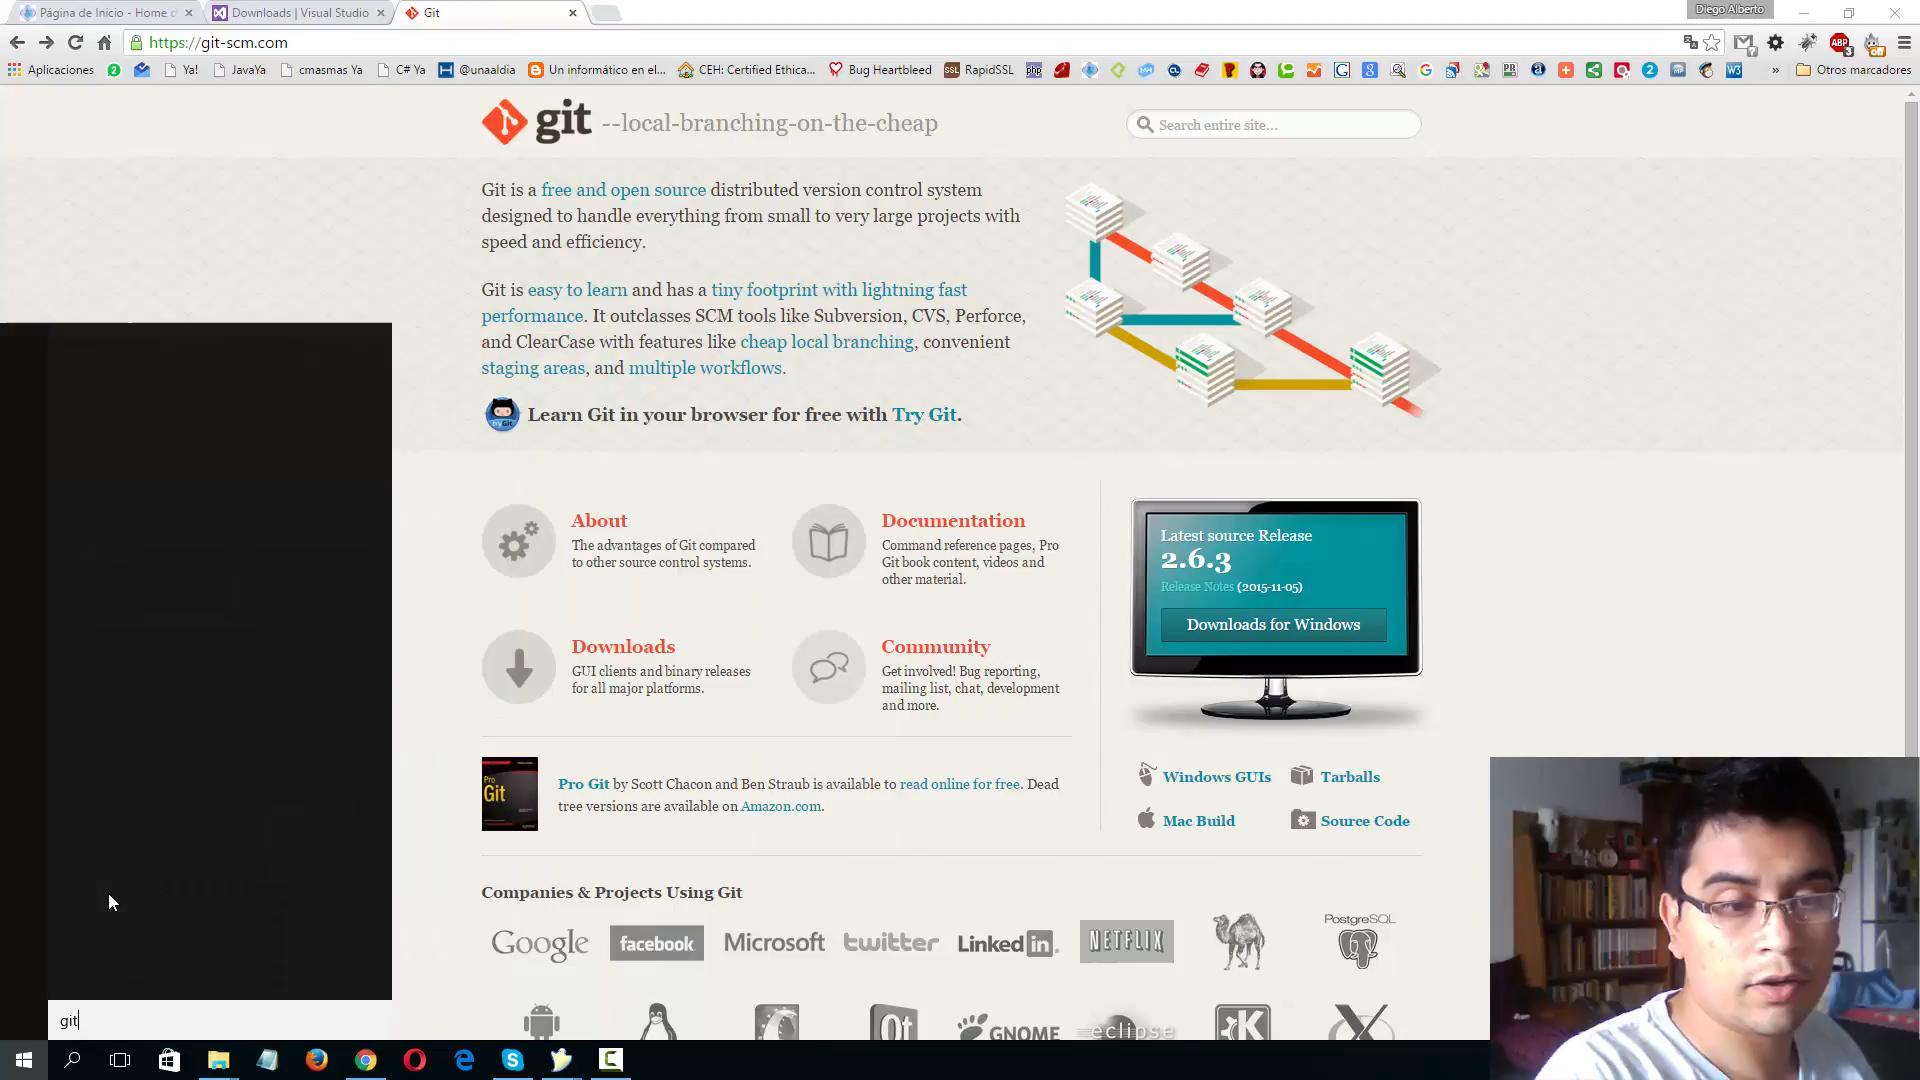 Página de Inicio - Home d
Downloads | Visual Studio
Git
Diego Alberto
https://git-scm.com
Aplicaciones
Ya!
JavaYa
cmasmas Ya
C# Ya
@unaaldia
Un informático en el...
CEH: Certified Ethica...
Bug Heartbleed
RapidSSL
Otros marcadores
git --local-branching-on-the-cheap
Search entire site...
Git is a free and open source distributed version control system
designed to handle everything from small to very large projects with
speed and efficiency.
Git is easy to learn and has a tiny footprint with lightning fast
performance. It outclasses SCM tools like Subversion, CVS, Perforce,
and ClearCase with features like cheap local branching, convenient
staging areas, and multiple workflows.
Learn Git in your browser for free with Try Git.
About
The advantages of Git compared
to other source control systems.
Documentation
Command reference pages, Pro
Git book content, videos and
other material.
Downloads
GUI clients and binary releases
for all major platforms.
Community
Get involved! Bug reporting,
mailing list, chat, development
and more.
Latest source Release
2.6.3
Release Notes (2015-11-05)
Downloads for Windows
Windows GUIs
Tarballs
Mac Build
Source Code
Pro
Git
Pro Git by Scott Chacon and Ben Straub is available to read online for free. Dead
tree versions are available on Amazon.com.
Companies & Projects Using Git
Google
facebook
Microsoft
twitter
Linked in
NETFLIX
PostgreSQL
Qt
GNOME
eclipse
git